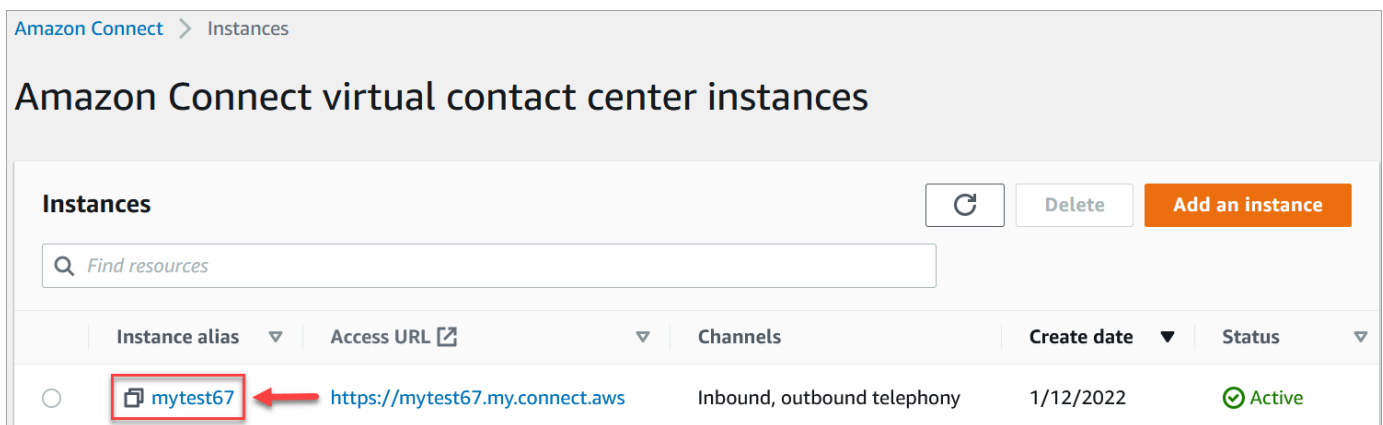 Amazon Connect > Instances
Amazon Connect virtual contact center instances
Instances
Delete
Add an instance
Find resources
Instance alias
Access URL
Channels
Create date
Status
mytest67
https://mytest67.my.connect.aws
Inbound, outbound telephony
1/12/2022
Active